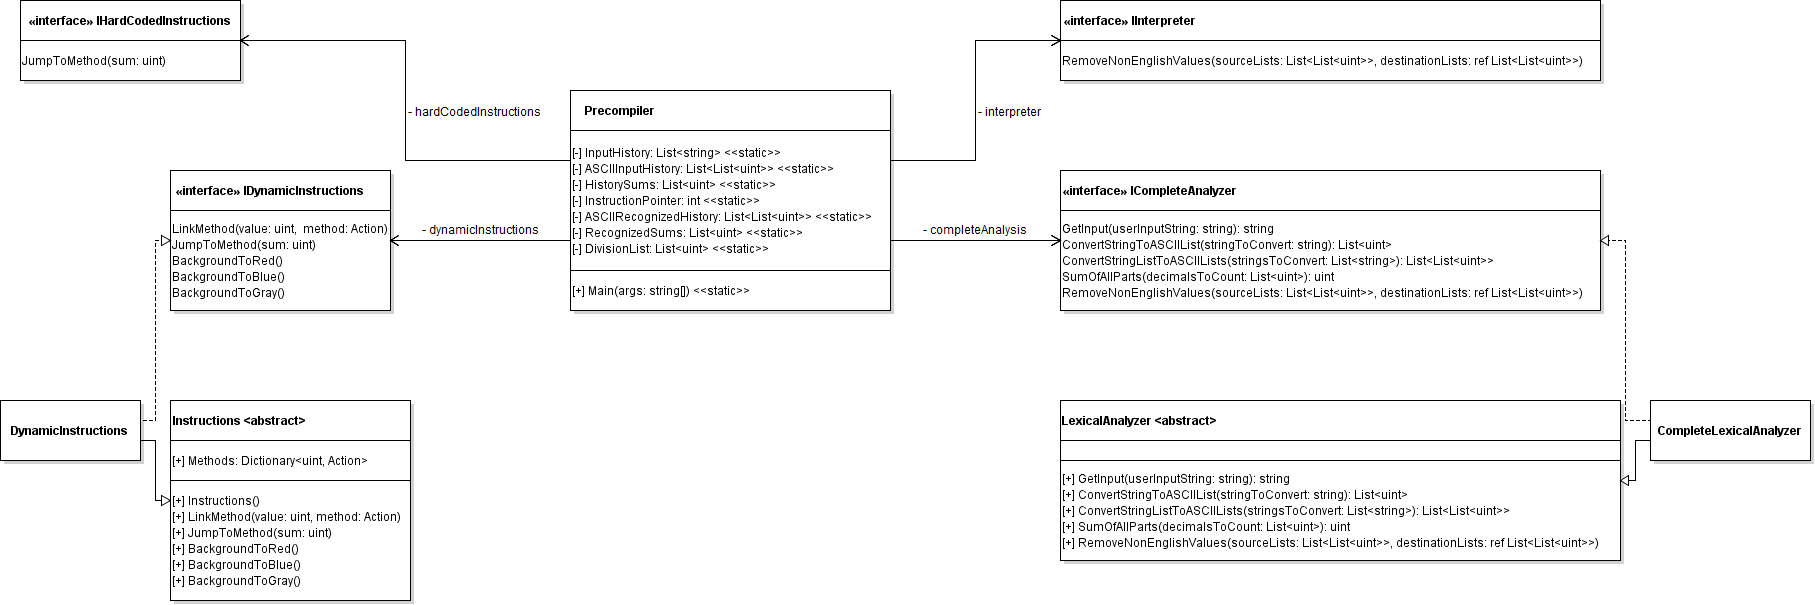 «interface» IHardCodedInstructions
JumpToMethod(sum: uint)
«interface» IInterpreter
RemoveNonEnglishValues(sourceLists: List<List<uint>>, destinationLists: ref List<List<uint>>)
- hardCodedInstructions
- interpreter
Precompiler
[-] InputHistory: List<string> <<static>>
[-] ASCIIInputHistory: List<List<uint>> <<static>>
[-] HistorySums: List<uint> <<static>>
[-] InstructionPointer: int <<static>>
[-] ASCIIRecognizedHistory: List<List<uint>> <<static>>
[-] RecognizedSums: List<uint> <<static>>
[-] DivisionList: List<uint> <<static>>
[+] Main(args: string[]) <<static>>
«interface» IDynamicInstructions
LinkMethod(value: uint,  method: Action)
JumpToMethod(sum: uint)
BackgroundToRed()
BackgroundToBlue()
BackgroundToGray()
- dynamicInstructions
- completeAnalysis
«interface» ICompleteAnalyzer
GetInput(userInputString: string): string
ConvertStringToASCIIList(stringToConvert: string): List<uint>
ConvertStringListToASCIILists(stringsToConvert: List<string>): List<List<uint>>
SumOfAllParts(decimalsToCount: List<uint>): uint
RemoveNonEnglishValues(sourceLists: List<List<uint>>, destinationLists: ref List<List<uint>>)
DynamicInstructions
Instructions <abstract>
[+] Methods: Dictionary<uint, Action>
[+] Instructions()
[+] LinkMethod(value: uint, method: Action)
[+] JumpToMethod(sum: uint)
[+] BackgroundToRed()
[+] BackgroundToBlue()
[+] BackgroundToGray()
LexicalAnalyzer <abstract>
[+] GetInput(userInputString: string): string
[+] ConvertStringToASCIIList(stringToConvert: string): List<uint>
[+] ConvertStringListToASCIILists(stringsToConvert: List<string>): List<List<uint>>
[+] SumOfAllParts(decimalsToCount: List<uint>): uint
[+] RemoveNonEnglishValues(sourceLists: List<List<uint>>, destinationLists: ref List<List<uint>>)
CompleteLexicalAnalyzer